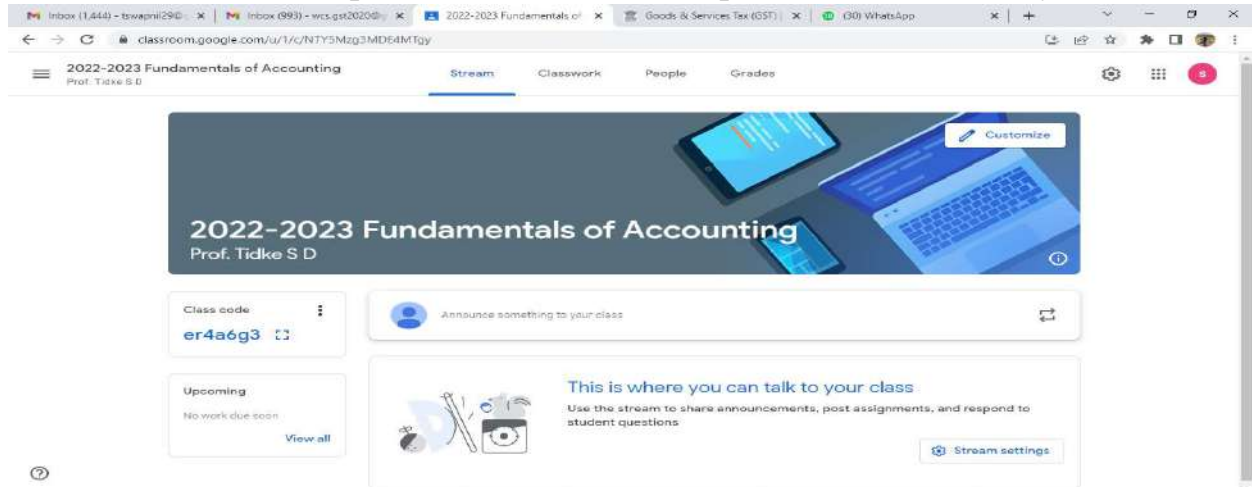 Inbox (1,444) - tswapnil29@
Inbox (993) - wcs.gst2020@
2022-2023 Fundamentals of
Goods & Services Tax (GST)
(30) WhatsApp
classroom.google.com/u/1/c/NTY5Mzg3MD64MTgy
2022-2023 Fundamentals of Accounting
Prof. Tidke S D
Stream
Classwork
People
Grades
S
Customize
2022-2023 Fundamentals of Accounting
Prof. Tidke S D
Class code
er4a6g3
Announce something to your class
Upcoming
No work due soon
View all
This is where you can talk to your class
Use the stream to share announcements, post assignments, and respond to
student questions
Stream settings